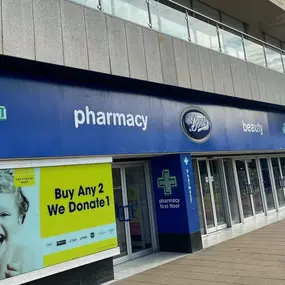 pharmacy
Boots
beauty
Buy Any 2
We Donate 1
pharmacy
first floor